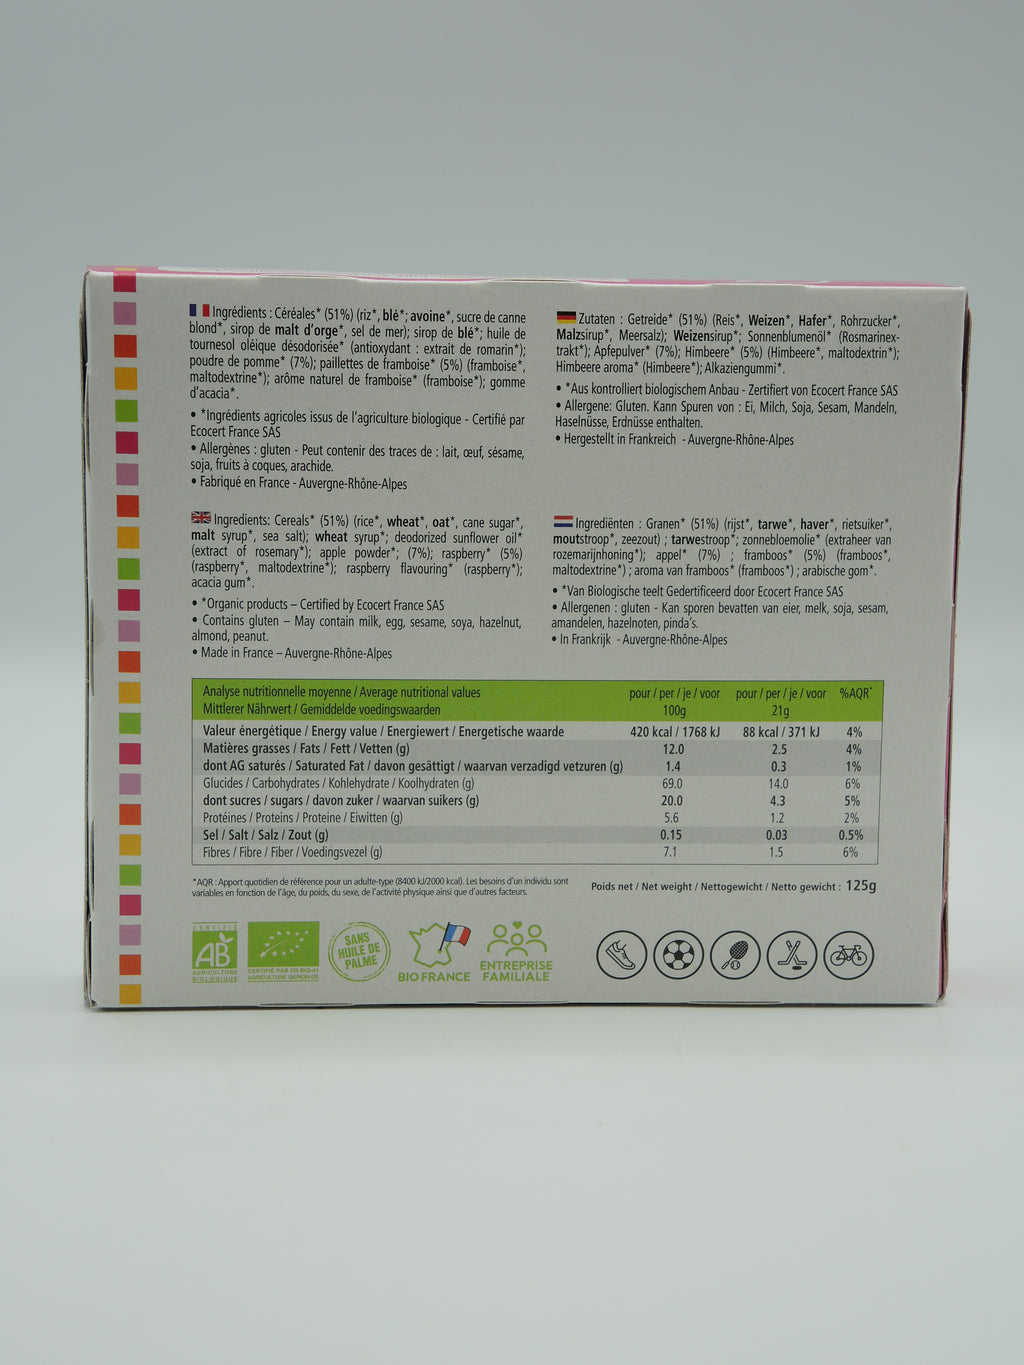 Ingrédients : Céréales* (51%) (riz*, blé*; avoine*, sucre de canne
blond*, sirop de malt d'orge*, sel de mer); sirop de blé*; huile de
tournesol oléique désodorisée* (antioxydant : extrait de romarin*);
poudre de pomme* (7%); paillettes de framboise* (5%) (framboise*,
maltodextrine*); arôme naturel de framboise* (framboise*); gomme
d'acacia*.
• *Ingrédients agricoles issus de l'agriculture biologique - Certifié par
Ecocert France SAS
• Allergènes : gluten - Peut contenir des traces de : lait, œuf, sésame,
soja, fruits à coques, arachide.
• Fabriqué en France - Auvergne-Rhône-Alpes
Zutaten : Getreide* (51%) (Reis*, Weizen*, Hafer*, Rohrzucker*,
Malzsirup*, Meersalz); Weizensirup*; Sonnenblumenöl* (Rosmarinex-
trakt*); Apfepulver* (7%); Himbeere* (5%) (Himbeere*, maltodextrin*);
Himbeere aroma* (Himbeere*); Alkaziengummi*.
• *Aus kontrolliert biologischem Anbau - Zertifiert von Ecocert France SAS
• Allergene: Gluten. Kann Spuren von : Ei, Milch, Soja, Sesam, Mandeln,
Haselnüsse, Erdnüsse enthalten.
• Hergestellt in Frankreich - Auvergne-Rhône-Alpes
Ingredients: Cereals* (51%) (rice*, wheat*, oat*, cane sugar*,
malt syrup*, sea salt); wheat syrup*; deodorized sunflower oil*
(extract of rosemary*); apple powder*; (7%); raspberry* (5%)
(raspberry*, maltodextrine*); raspberry flavouring* (raspberry*);
acacia gum*.
• *Organic products – Certified by Ecocert France SAS
• Contains gluten – May contain milk, egg, sesame, soya, hazelnut,
almond, peanut.
• Made in France – Auvergne-Rhône-Alpes
Ingrediënten : Granen* (51%) (rijst*, tarwe*, haver*, rietsuiker*,
moutstroop*, zeezout) ; tarwestroop*; zonnebloemolie* (extraheer van
rozemarijnhoning*); appel* (7%) ; framboos* (5%) (framboos*,
maltodextrine*) ; aroma van framboos* (framboos*) ; arabische gom*.
• *Van Biologische teelt Gedertificeerd door Ecocert France SAS
• Allergenen : gluten - Kan sporen bevatten van eier, melk, soja, sesam,
amandelen, hazelnoten, pinda's.
• In Frankrijk - Auvergne-Rhône-Alpes
Analyse nutritionnelle moyenne / Average nutritional values pour / per / je / voor pour / per / je / voor %AQR*
Mittlerer Nährwert / Gemiddelde voedingswaarden 100g 21g
Valeur énergétique / Energy value / Energiewert / Energetische waarde 420 kcal / 1768 kJ 88 kcal / 371 kJ 4%
Matières grasses / Fats / Fett / Vetten (g) 12.0 2.5 4%
dont AG saturés / Saturated Fat / davon gesättigt / waarvan verzadigd vetzuren (g) 1.4 0.3 1%
Glucides / Carbohydrates / Kohlehydrate / Koolhydraten (g) 69.0 14.0 6%
dont sucres / sugars / davon zuker / waarvan suikers (g) 20.0 4.3 5%
Protéines / Proteins / Proteine / Eiwitten (g) 5.6 1.2 2%
Sel / Salt / Salz / Zout (g) 0.15 0.03 0.5%
Fibres / Fibre / Fiber / Voedingsvezel (g) 7.1 1.5 6%
*AQR : Apport quotidien de référence pour un adulte-type (8400 kJ/2000 kcal). Les besoins d'un individu sont
variables en fonction de l'âge, du poids, du sexe, de l'activité physique ainsi que d'autres facteurs.
Poids net / Net weight / Nettogewicht / Netto gewicht : 125g
CERTIFIÉ
AB
AGRICULTURE
BIOLOGIQUE
CERTIFIÉ PAR FR-BIO-01
AGRICULTURE UE/NON-UE
SANS
HUILE DE
PALME
BIO FRANCE
ENTREPRISE
FAMILIALE